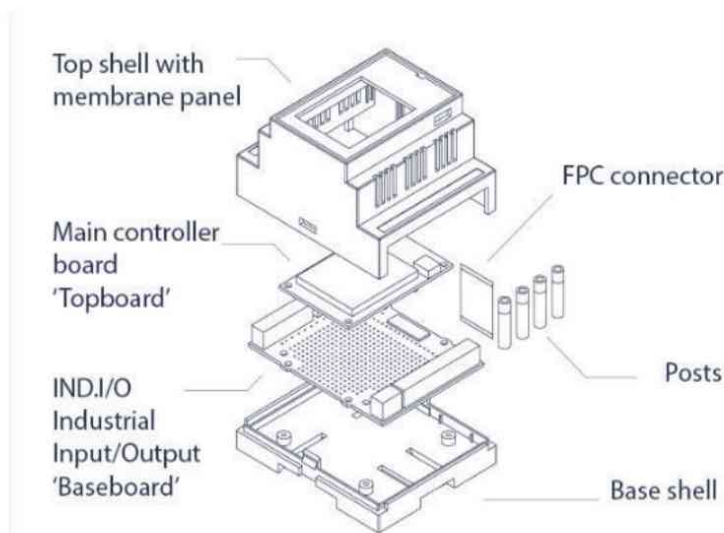 Top shell with
membrane panel
FPC connector
Main controller
board
'Topboard'
Posts
IND.I/O
Industrial
Input/Output
'Baseboard'
Base shell